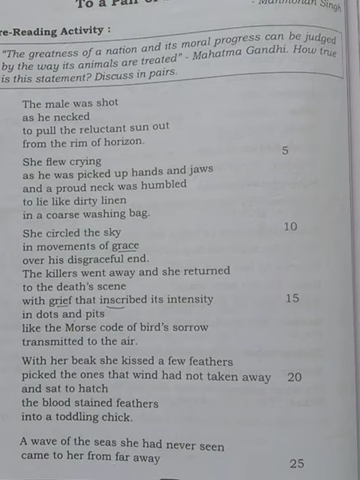 To a Pair of
- Manmohan Singh
re-Reading Activity :
"The greatness of a nation and its moral progress can be judged
by the way its animals are treated" - Mahatma Gandhi. How true
is this statement? Discuss in pairs.
The male was shot
as he necked
to pull the reluctant sun out
from the rim of horizon.
5
She flew crying
as he was picked up hands and jaws
and a proud neck was humbled
to lie like dirty linen
in a coarse washing bag.
She circled the sky 10
in movements of grace
over his disgraceful end.
The killers went away and she returned
to the death's scene
with grief that inscribed its intensity 15
in dots and pits
like the Morse code of bird's sorrow
transmitted to the air.
With her beak she kissed a few feathers
picked the ones that wind had not taken away 20
and sat to hatch
the blood stained feathers
into a toddling chick.
A wave of the seas she had never seen
came to her from far away 25